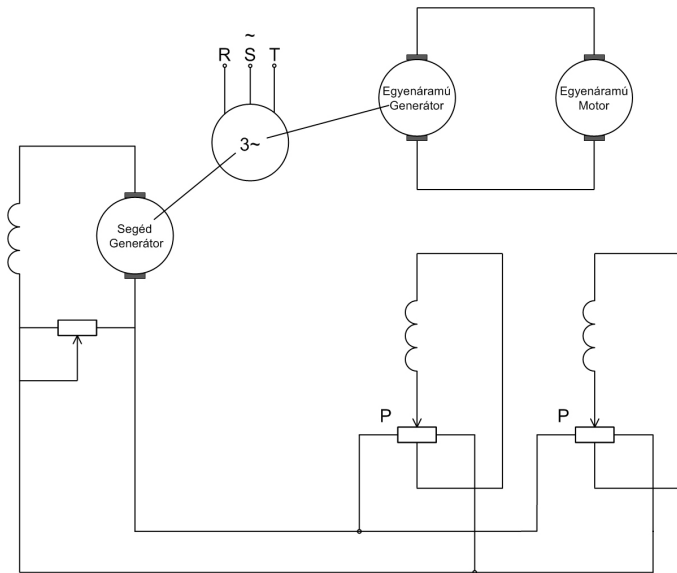 ~
R S T
Egyenáramú
Generátor
Egyenáramú
Motor
3~
Segéd
Generátor
P
P